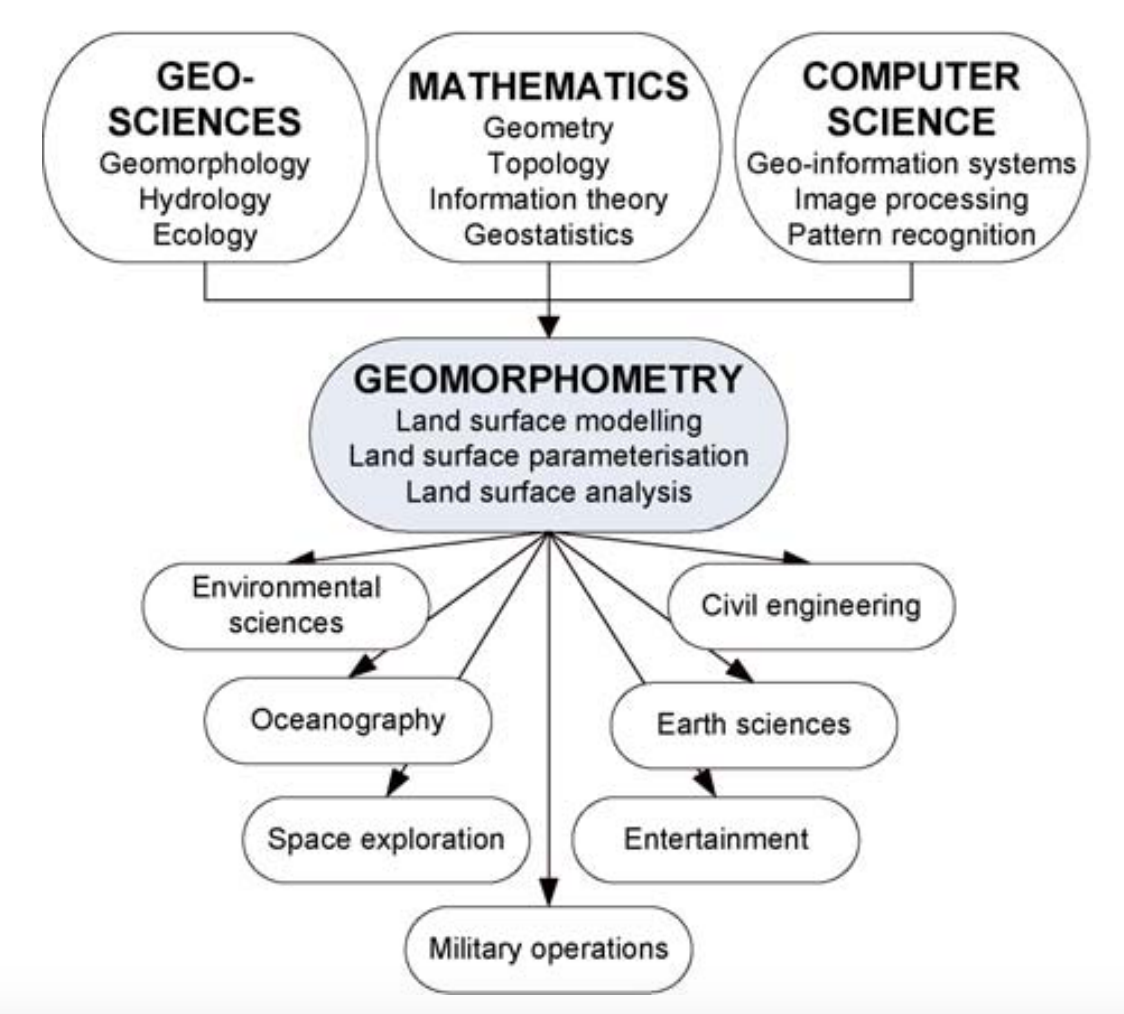 GEO-
SCIENCES
Geomorphology
Hydrology
Ecology
MATHEMATICS
Geometry
Topology
Information theory
Geostatistics
COMPUTER
SCIENCE
Geo-information systems
Image processing
Pattern recognition
GEOMORPHOMETRY
Land surface modelling
Land surface parameterisation
Land surface analysis
Environmental
sciences
Civil engineering
Oceanography
Earth sciences
Space exploration
Entertainment
Military operations